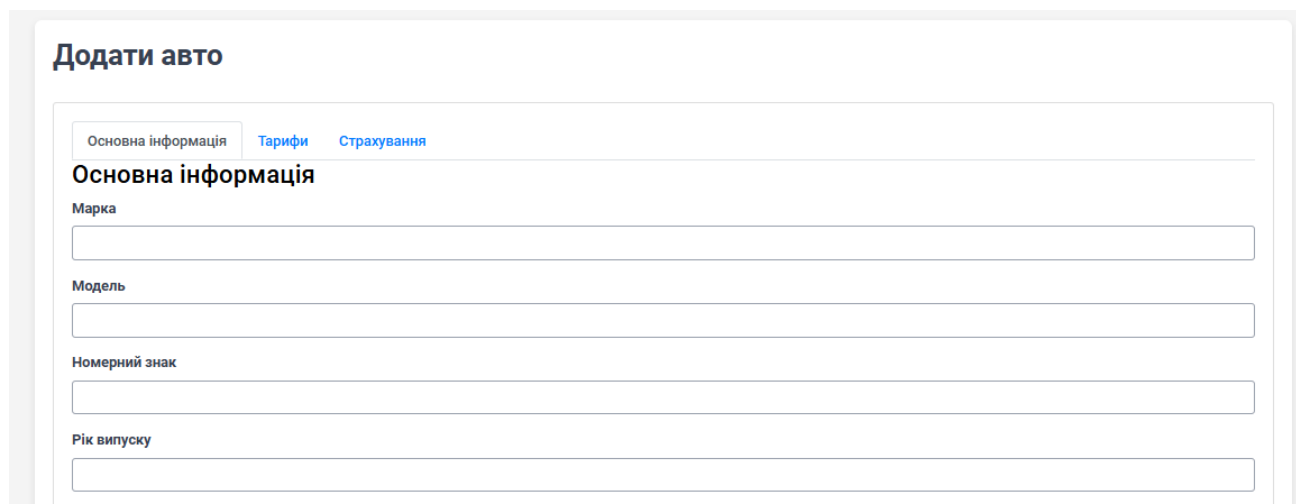 Додати авто
Основна інформація Тарифи Страхування
Основна інформація
Марка
Модель
Номерний знак
Рік випуску